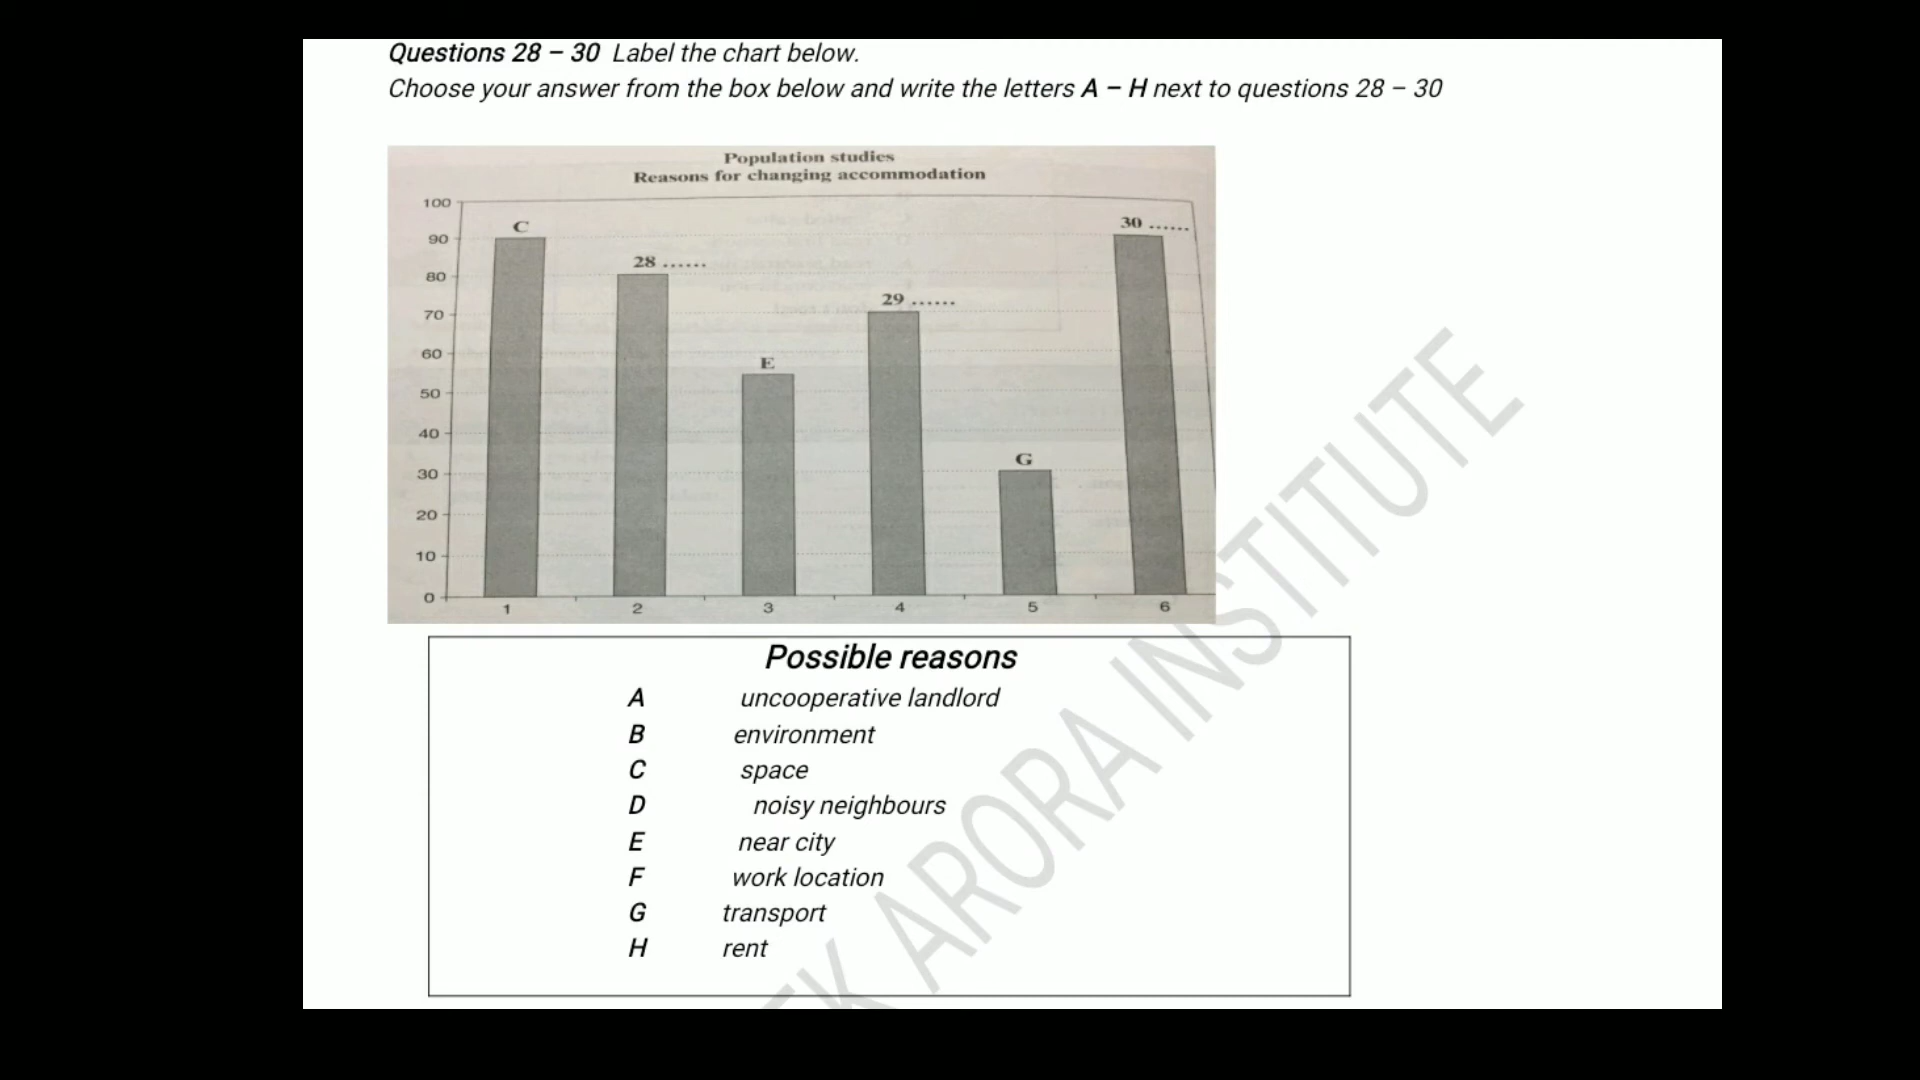 Questions 28 – 30 Label the chart below.
Choose your answer from the box below and write the letters A – H next to questions 28 – 30
Population studies
Reasons for changing accommodation
100
90
80
70
60
50
40
30
20
10
0
C
28 ......
E
29 ......
G
30 ......
1 2 3 4 5 6
Possible reasons
A uncooperative landlord
B environment
C space
D noisy neighbours
E near city
F work location
G transport
H rent
EK ARORA INSTITUTE